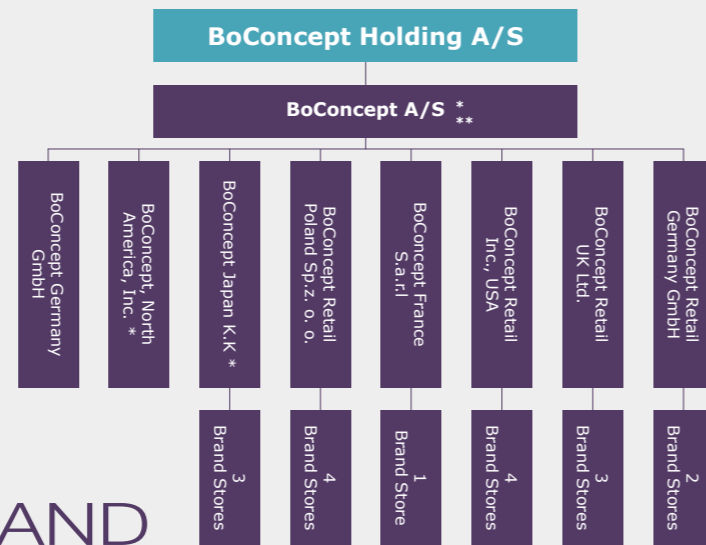 BoConcept Holding A/S
BoConcept A/S *
**
BoConcept Germany
GmbH
BoConcept, North
America, Inc. *
BoConcept Japan K.K *
BoConcept Retail
Poland Sp.z. o. o.
BoConcept France
S.a.r.l
BoConcept Retail
Inc., USA
BoConcept Retail
UK Ltd.
BoConcept Retail
Germany GmbH
3
Brand Stores
4
Brand Stores
1
Brand Store
4
Brand Stores
3
Brand Stores
2
Brand Stores
AND